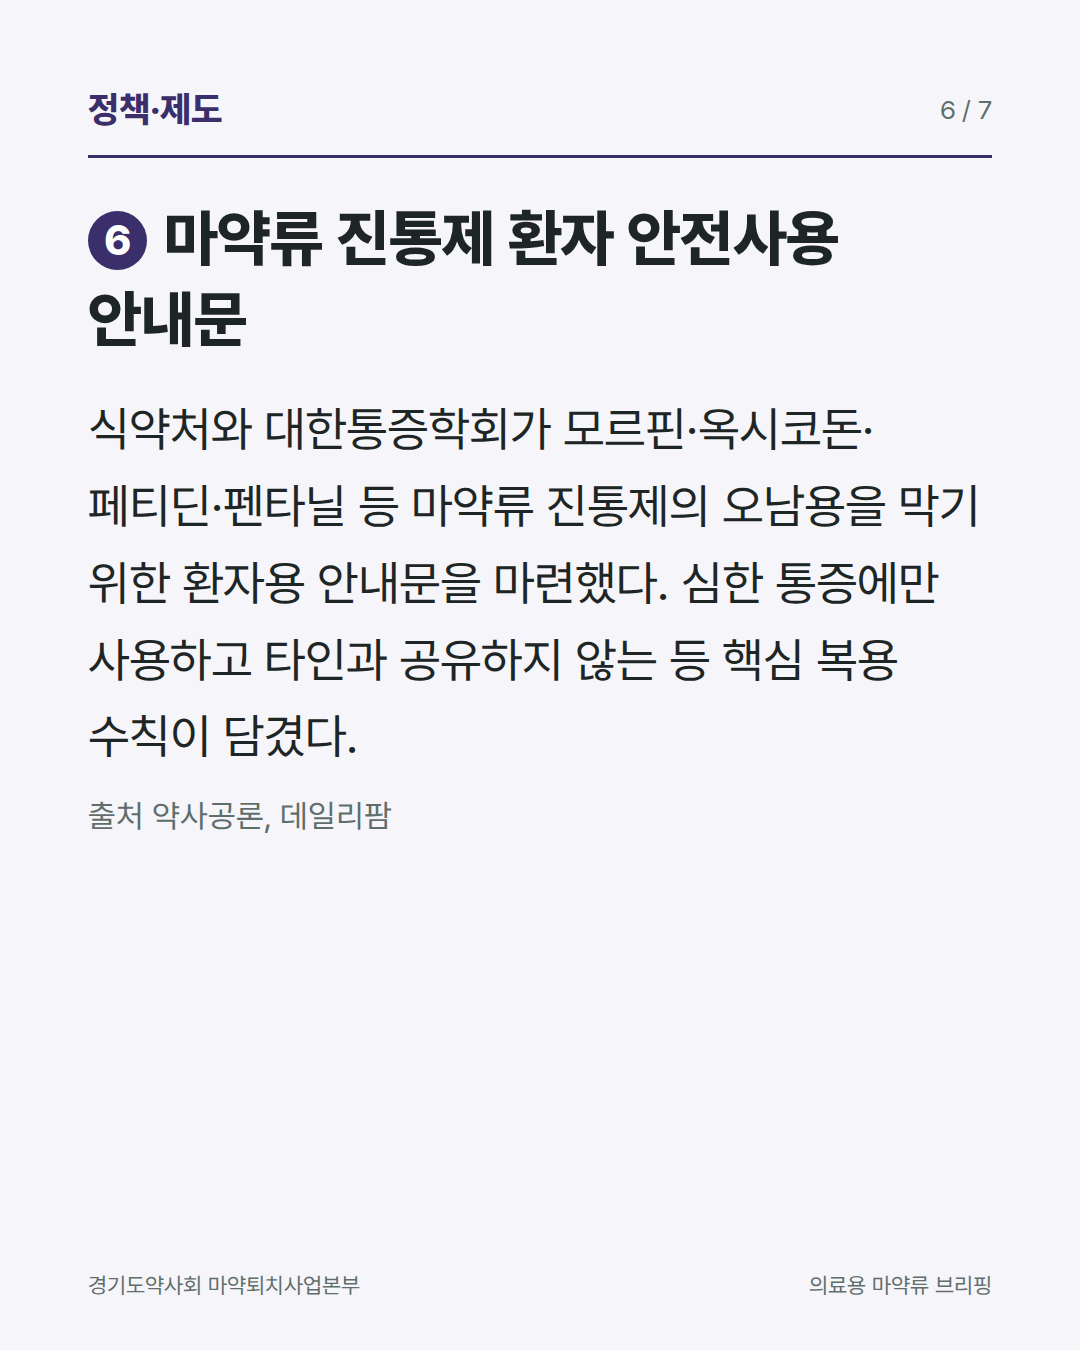 정책·제도
6 / 7
❻ 마약류 진통제 환자 안전사용
안내문
식약처와 대한통증학회가 모르핀·옥시코돈·
페티딘·펜타닐 등 마약류 진통제의 오남용을 막기
위한 환자용 안내문을 마련했다. 심한 통증에만
사용하고 타인과 공유하지 않는 등 핵심 복용
수칙이 담겼다.
출처 약사공론, 데일리팜
경기도약사회 마약퇴치사업본부
의료용 마약류 브리핑